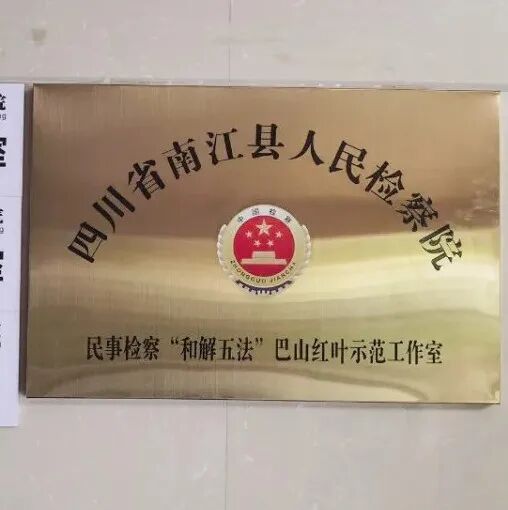 四川省南江县人民检察院
中国检察
ZHONGGUO JIANCHA
民事检察“和解五法”巴山红叶示范工作室